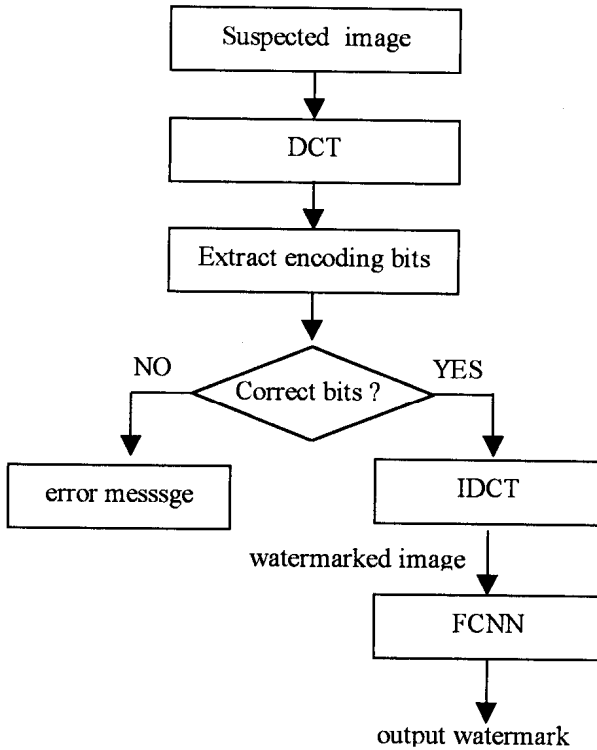 Suspected image
DCT
Extract encoding bits
NO
YES
Correct bits ?
error messsge
IDCT
watermarked image
FCNN
output watermark